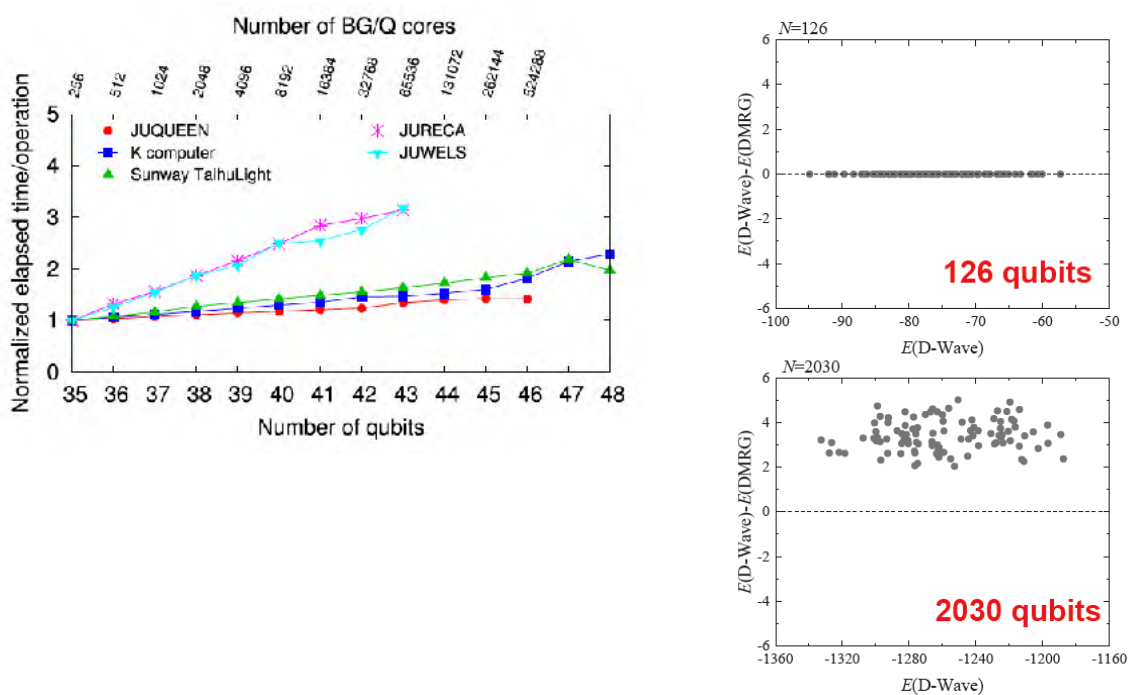 Number of BG/Q cores
256 512 1024 2048 4096 8192 16384 32768 65536 131072 262144 524288
Normalized elapsed time/operation
5
4
3
2
1
0
JUQUEEN
K computer
Sunway TaihuLight
JURECA
JUWELS
35 36 37 38 39 40 41 42 43 44 45 46 47 48
Number of qubits
N=126
E(D-Wave)-E(DMRG)
6
4
2
0
-2
-4
-6
126 qubits
-100 -90 -80 -70 -60 -50
E(D-Wave)
N=2030
E(D-Wave)-E(DMRG)
6
4
2
0
-2
-4
-6
2030 qubits
-1360 -1320 -1280 -1240 -1200 -1160
E(D-Wave)